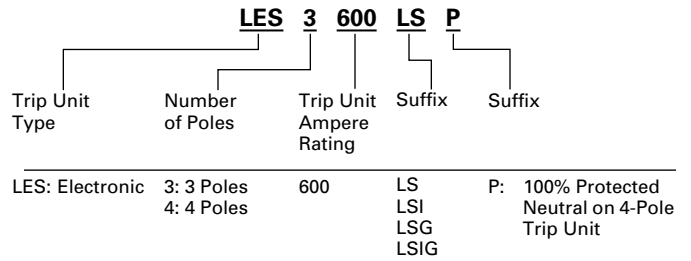 LES 3 600 LS P
Trip Unit Type
Number of Poles
Trip Unit Ampere Rating
Suffix
Suffix
LES: Electronic
3: 3 Poles
4: 4 Poles
600
LS
LSI
LSG
LSIG
P: 100% Protected
Neutral on 4-Pole
Trip Unit